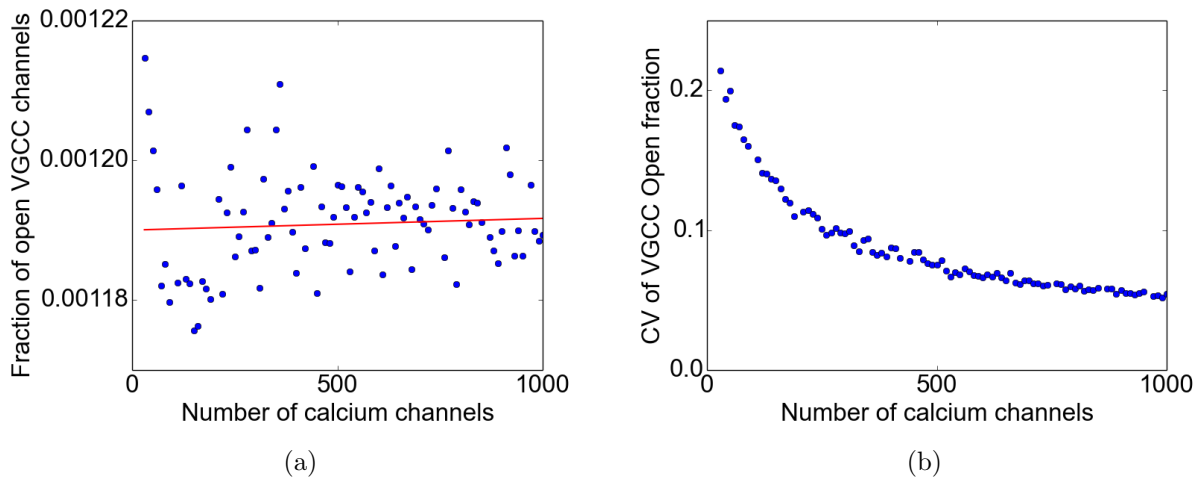 0.00122
0.00120
0.00118
Fraction of open VGCC channels
0
500
1000
Number of calcium channels
(a)
0.2
0.1
0.0
CV of VGCC Open fraction
0
500
1000
Number of calcium channels
(b)